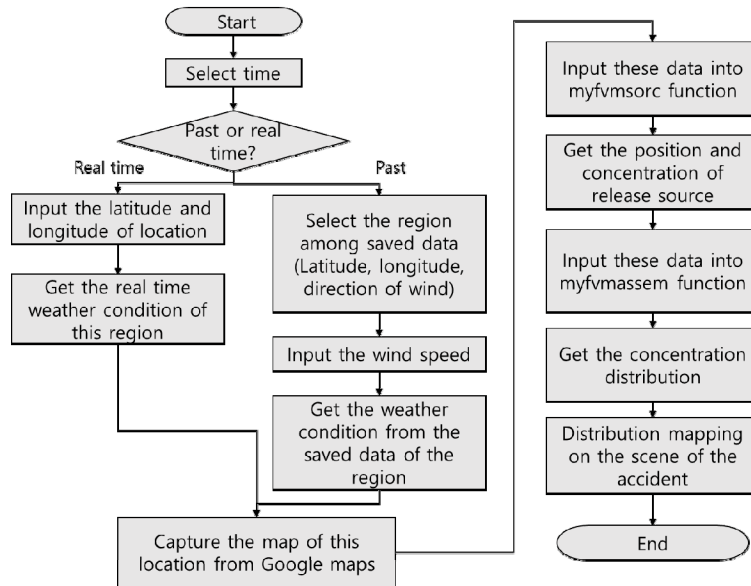 Start
Select time
Past or real
time?
Real time
Past
Input the latitude and
longitude of location
Get the real time
weather condition of
this region
Select the region
among saved data
(Latitude, longitude,
direction of wind)
Input the wind speed
Get the weather
condition from the
saved data of the
region
Capture the map of this
location from Google maps
Input these data into
myfvmsorc function
Get the position and
concentration of
release source
Input these data into
myfvmassem function
Get the concentration
distribution
Distribution mapping
on the scene of the
accident
End